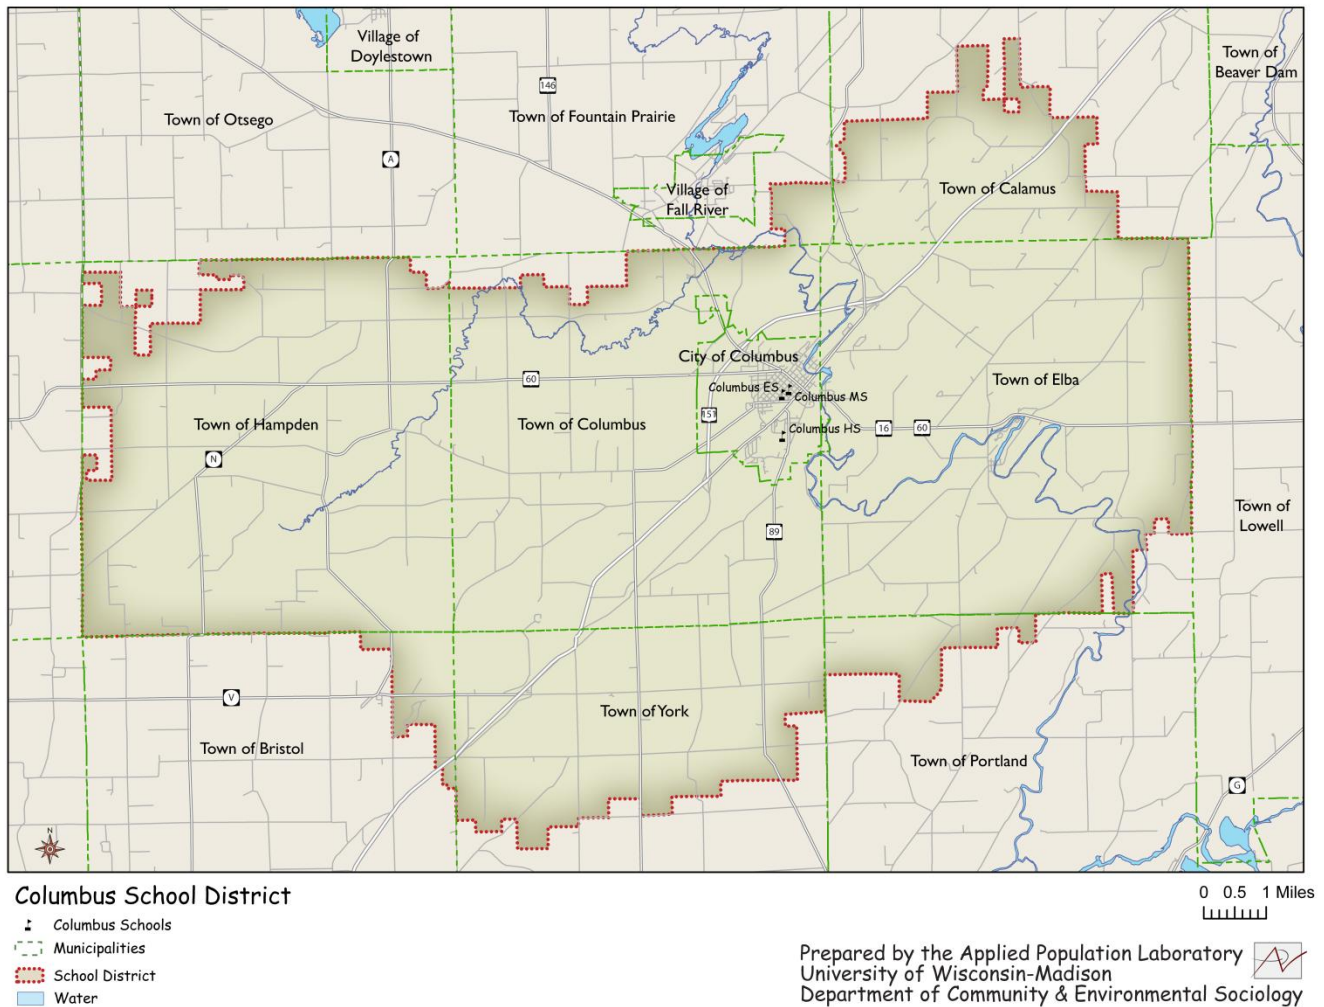 Village of
Doylestown
Town of
Beaver Dam
146
Town of Otsego
Town of Fountain Prairie
A
Village of
Fall River
Town of Calamus
City of Columbus
60
Columbus ES
Columbus MS
Town of Elba
151
Town of Hampden
Town of Columbus
Columbus HS
16
60
N
Town of
Lowell
89
V
Town of York
Town of Bristol
Town of Portland
G
N
Columbus School District
Columbus Schools
Municipalities
School District
Water
0 0.5 1 Miles
Prepared by the Applied Population Laboratory
University of Wisconsin-Madison
Department of Community & Environmental Sociology